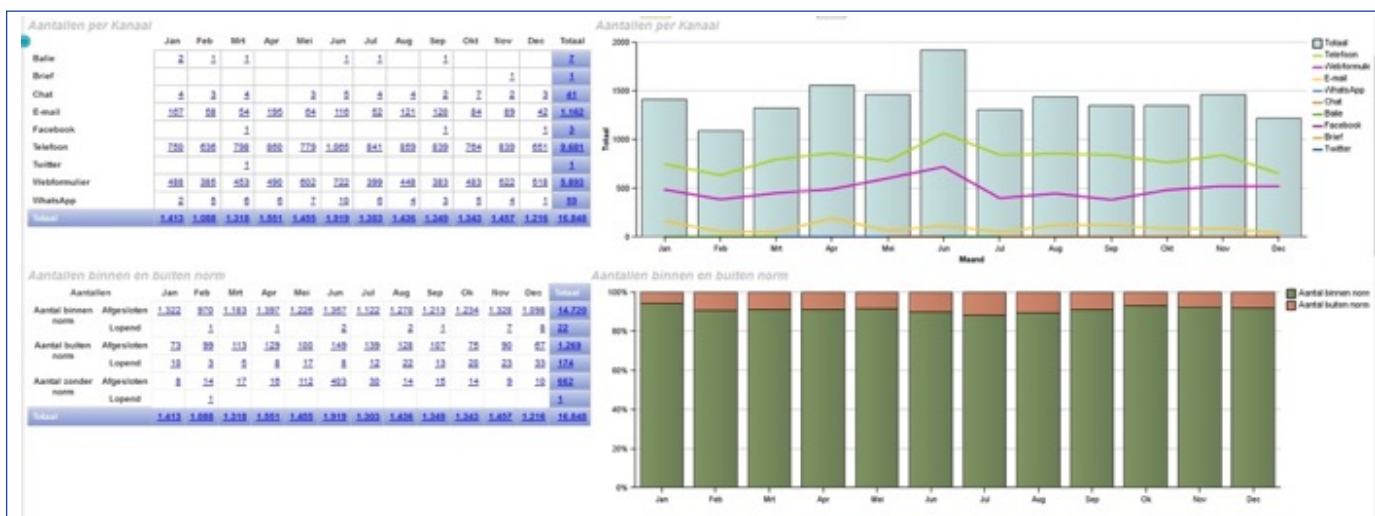 Aantallen per Kanaal
Jan Feb Mrt Apr Mei Jun Jul Aug Sep Okt Nov Dec Totaal
Balie 2 1 1 1 1 1 7
Brief 1 1
Chat 4 3 4 3 5 4 4 2 7 2 3 41
E-mail 167 58 54 195 64 116 52 121 120 84 89 42 1.162
Facebook 1 1 1 3
Telefoon 750 636 798 860 779 1.065 841 859 839 764 839 651 9.681
Twitter 1 1
Webformulier 488 385 453 490 602 722 399 448 383 483 522 518 5.893
WhatsApp 2 5 6 6 7 10 6 4 3 5 4 1 59
Totaal 1.413 1.088 1.318 1.551 1.455 1.919 1.303 1.436 1.349 1.343 1.457 1.216 16.848
Aantallen per Kanaal
2000
1500
1000
500
0
Totaal
Jan Feb Mrt Apr Mei Jun Jul Aug Sep Okt Nov Dec
Maand
Totaal
Telefoon
Webformulie
E-mail
WhatsApp
Chat
Balie
Facebook
Brief
Twitter
Aantallen binnen en buiten norm
Aantallen Jan Feb Mrt Apr Mei Jun Jul Aug Sep Ok Nov Dec Totaal
Aantal binnen norm Afgesloten 1.322 970 1.183 1.397 1.226 1.357 1.122 1.270 1.213 1.234 1.328 1.098 14.720
Lopend 1 1 2 2 1 7 8 22
Aantal buiten norm Afgesloten 73 99 113 129 100 149 139 128 107 75 90 67 1.269
Lopend 10 3 5 8 17 8 12 22 13 20 23 33 174
Aantal zonder norm Afgesloten 8 14 17 16 112 403 30 14 15 14 9 10 662
Lopend 1 1
Totaal 1.413 1.088 1.318 1.551 1.455 1.919 1.303 1.436 1.349 1.343 1.457 1.216 16.848
Aantallen binnen en buiten norm
100%
80%
60%
40%
20%
0%
Jan Feb Mrt Apr Mei Jun Jul Aug Sep Ok Nov Dec
Aantal binnen norm
Aantal buiten norm